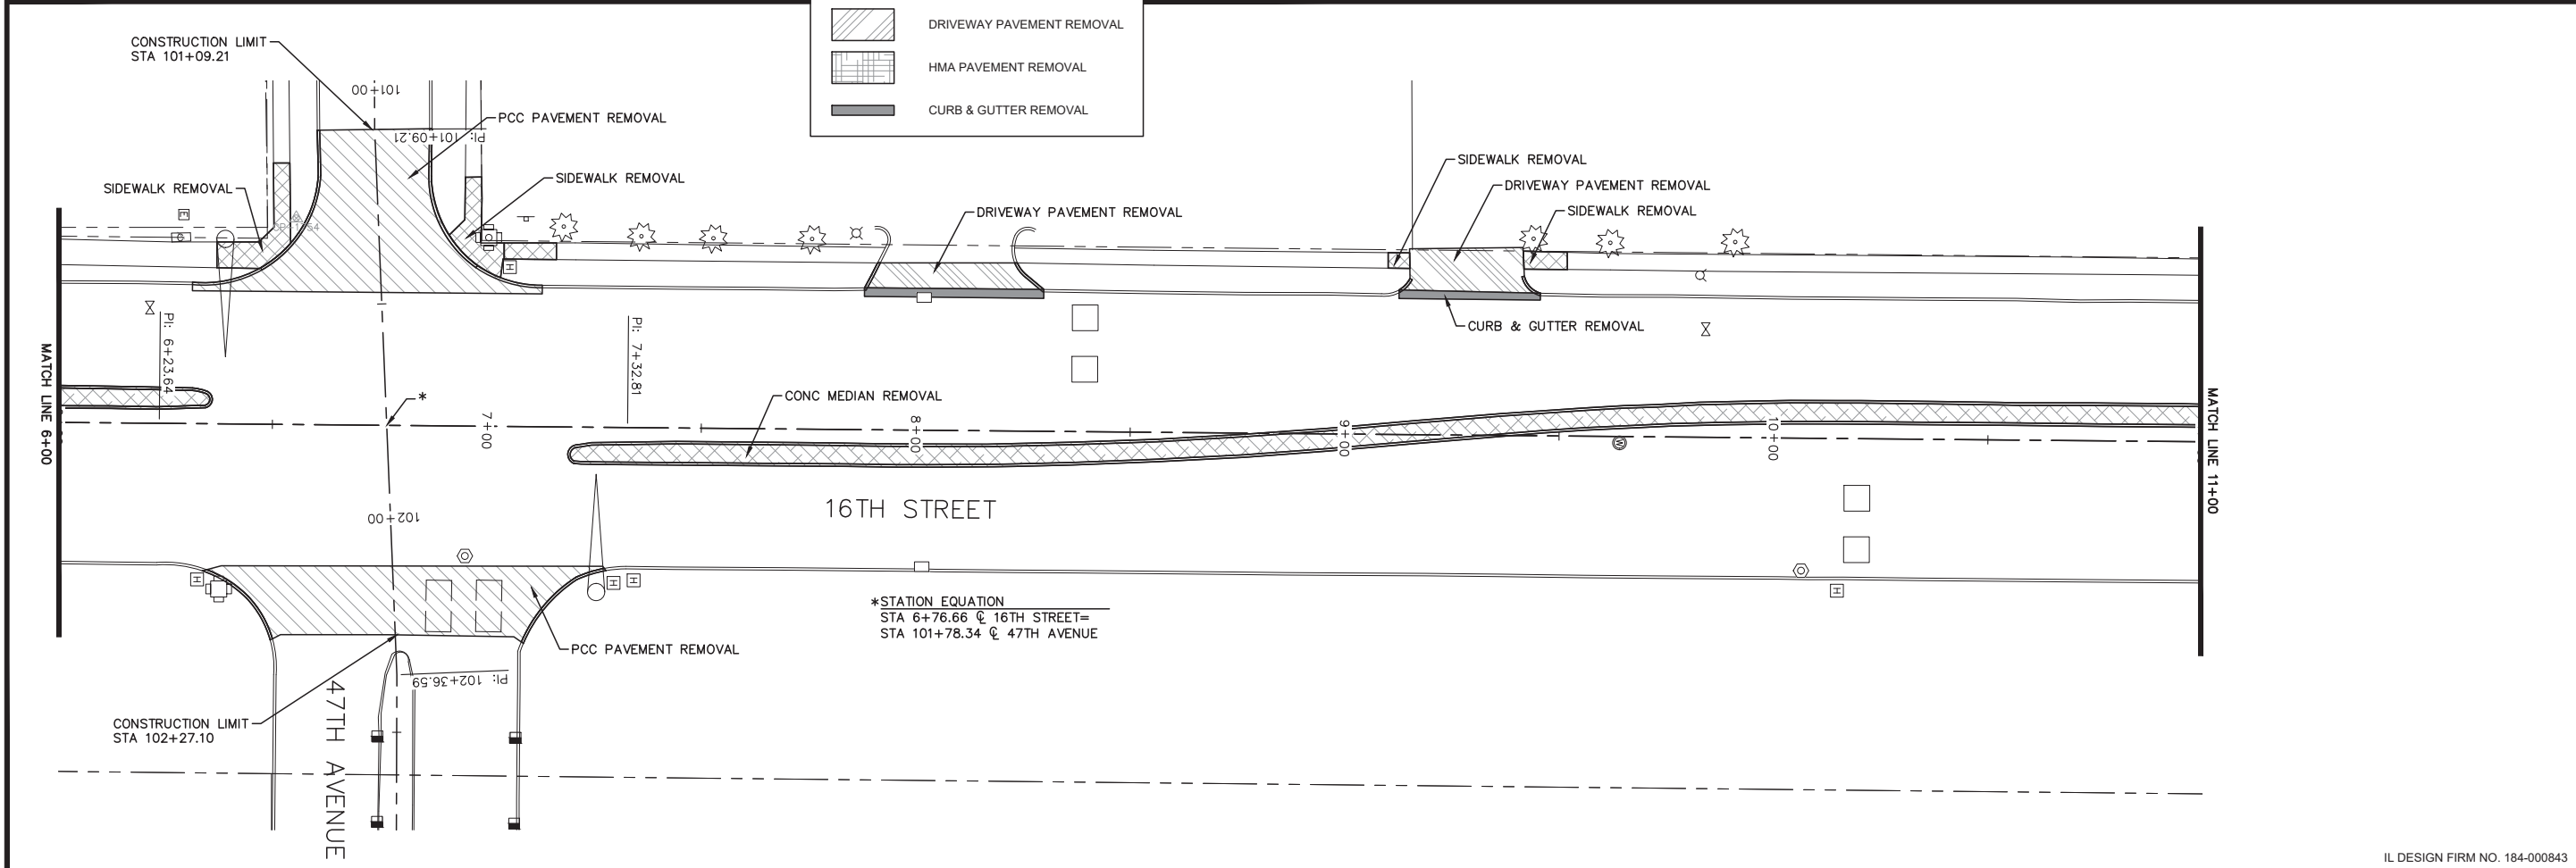 DRIVEWAY PAVEMENT REMOVAL
HMA PAVEMENT REMOVAL
CURB & GUTTER REMOVAL
CONSTRUCTION LIMIT
STA 101+09.21
101+00
PCC PAVEMENT REMOVAL
PI: 101+09.21
SIDEWALK REMOVAL
SIDEWALK REMOVAL
E
P
DRIVEWAY PAVEMENT REMOVAL
SIDEWALK REMOVAL
DRIVEWAY PAVEMENT REMOVAL
SIDEWALK REMOVAL
H
CURB & GUTTER REMOVAL
MATCH LINE 6+00
PI: 6+23.64
PI: 7+32.81
*
CONC MEDIAN REMOVAL
7+00
8+00
9+00
10+00
W
MATCH LINE 11+00
102+00
16TH STREET
H
H
H
H
*STATION EQUATION
STA 6+76.66 ℄ 16TH STREET=
STA 101+78.34 ℄ 47TH AVENUE
PCC PAVEMENT REMOVAL
PI: 102+36.59
CONSTRUCTION LIMIT
STA 102+27.10
47TH AVENUE
IL DESIGN FIRM NO. 184-000843